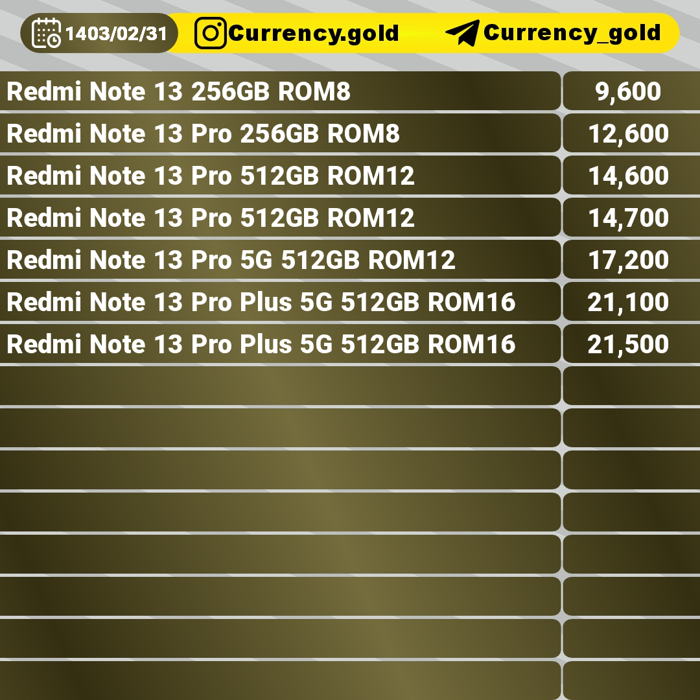 1403/02/31 Currency.gold Currency_gold
Redmi Note 13 256GB ROM8 9,600
Redmi Note 13 Pro 256GB ROM8 12,600
Redmi Note 13 Pro 512GB ROM12 14,600
Redmi Note 13 Pro 512GB ROM12 14,700
Redmi Note 13 Pro 5G 512GB ROM12 17,200
Redmi Note 13 Pro Plus 5G 512GB ROM16 21,100
Redmi Note 13 Pro Plus 5G 512GB ROM16 21,500